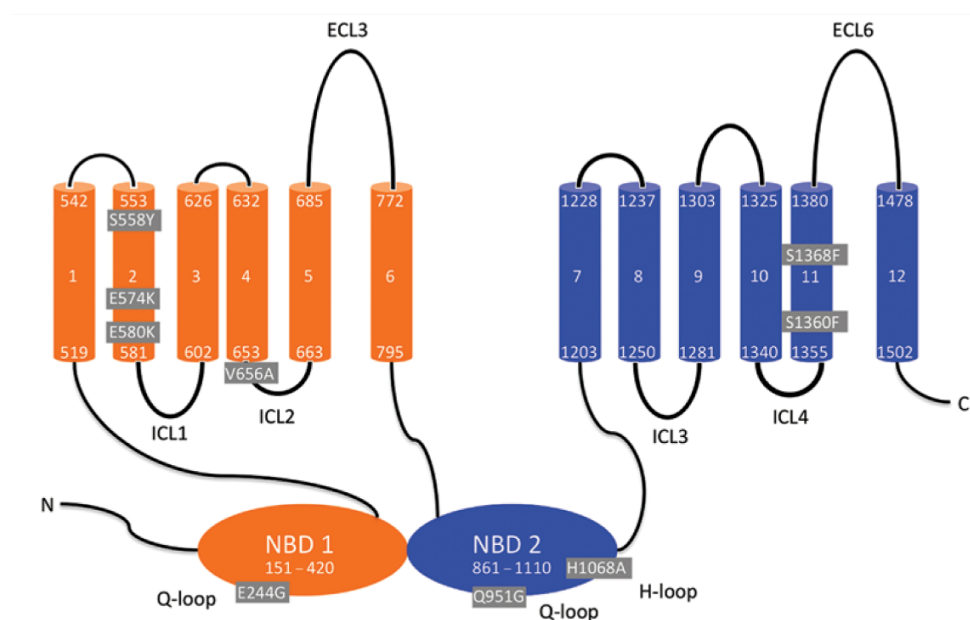 ECL3 ECL6
542 553 626 632 685 772 1228 1237 1303 1325 1380 1478
S558Y
S1368F
1 2 3 4 5 6 7 8 9 10 11 12
E574K
S1360F
E580K
519 581 602 653 663 795 1203 1250 1281 1340 1355 1502
V656A
C
ICL1 ICL2 ICL3 ICL4
N
NBD 1 NBD 2
151 – 420 861 – 1110 H1068A
Q-loop E244G Q951G H-loop
Q-loop